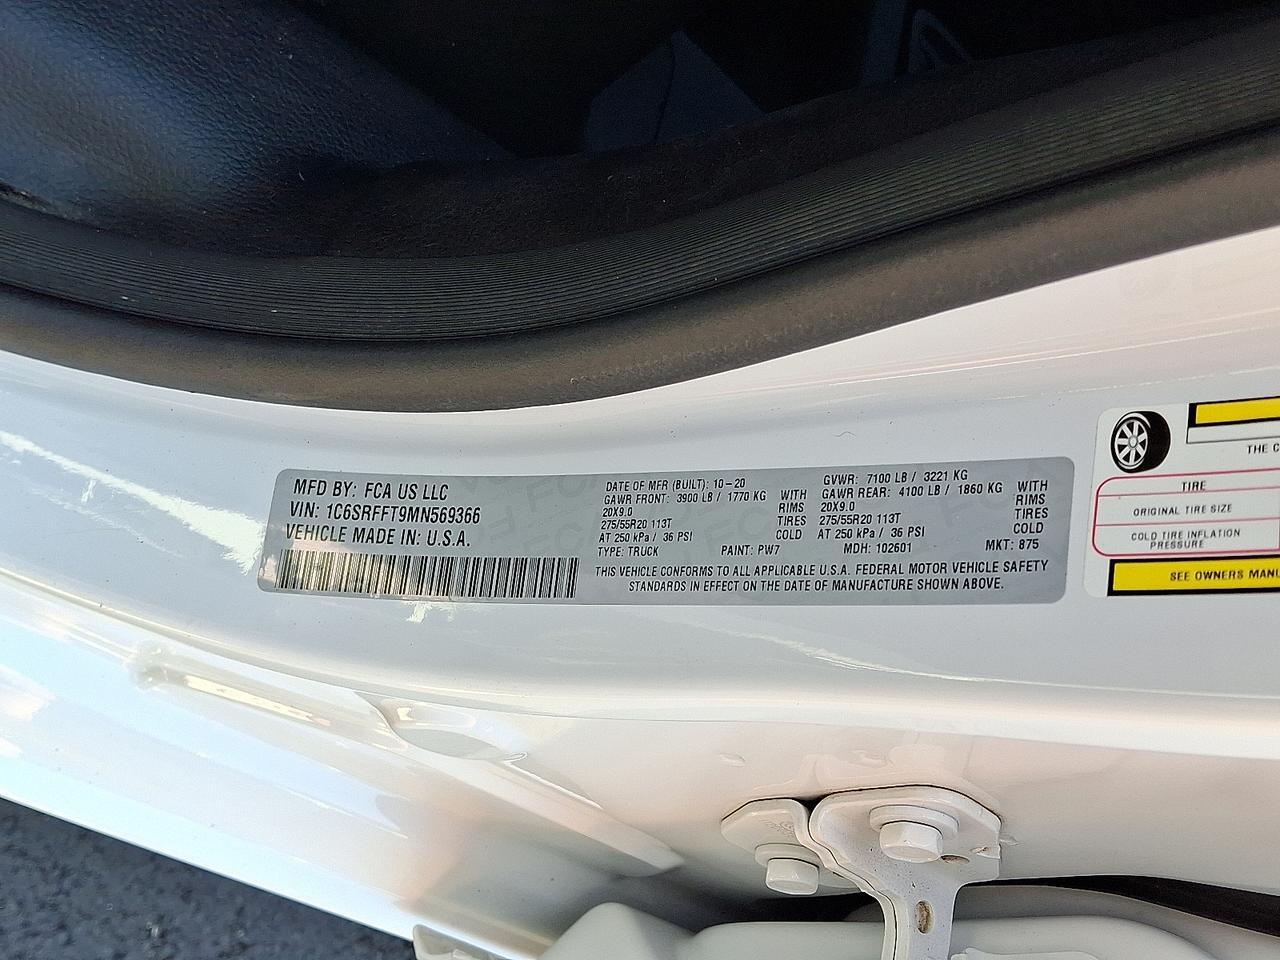 MFD BY: FCA US LLC
VIN: 1C6SRFFT9MN569366
VEHICLE MADE IN: U.S.A.
DATE OF MFR (BUILT): 10-20
GAWR FRONT: 3900 LB / 1770 KG WITH
20X9.0 RIMS
275/55R20 113T TIRES
AT 250 kPa / 36 PSI COLD
TYPE: TRUCK PAINT: PW7
GVWR: 7100 LB / 3221 KG
GAWR REAR: 4100 LB / 1860 KG WITH
20X9.0 RIMS
275/55R20 113T TIRES
AT 250 kPa / 36 PSI COLD
MDH: 102601 MKT: 875
THIS VEHICLE CONFORMS TO ALL APPLICABLE U.S.A. FEDERAL MOTOR VEHICLE SAFETY
STANDARDS IN EFFECT ON THE DATE OF MANUFACTURE SHOWN ABOVE.
THE
TIRE
ORIGINAL TIRE SIZE
COLD TIRE INFLATION
PRESSURE
SEE OWNERS MANU